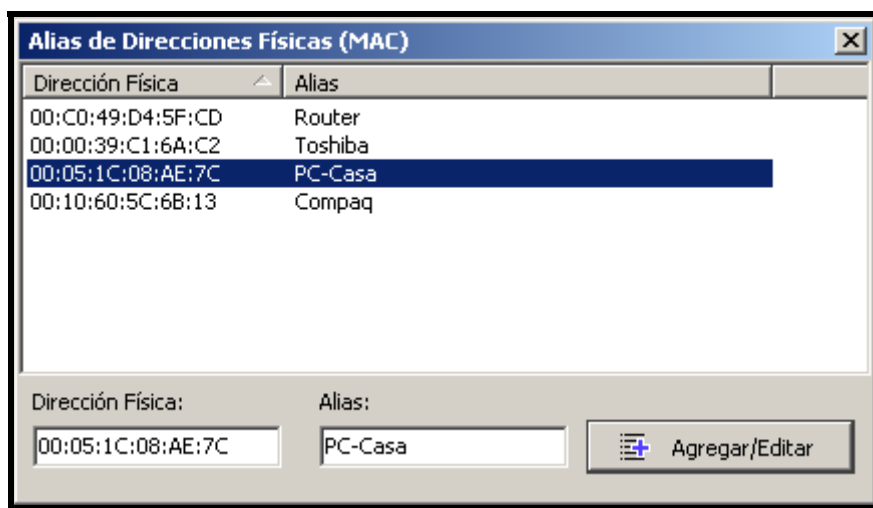 Alias de Direcciones Físicas (MAC)
Dirección Física Alias
00:C0:49:D4:5F:CD Router
00:00:39:C1:6A:C2 Toshiba
00:05:1C:08:AE:7C PC-Casa
00:10:60:5C:6B:13 Compaq
Dirección Física: Alias:
00:05:1C:08:AE:7C PC-Casa Agregar/Editar